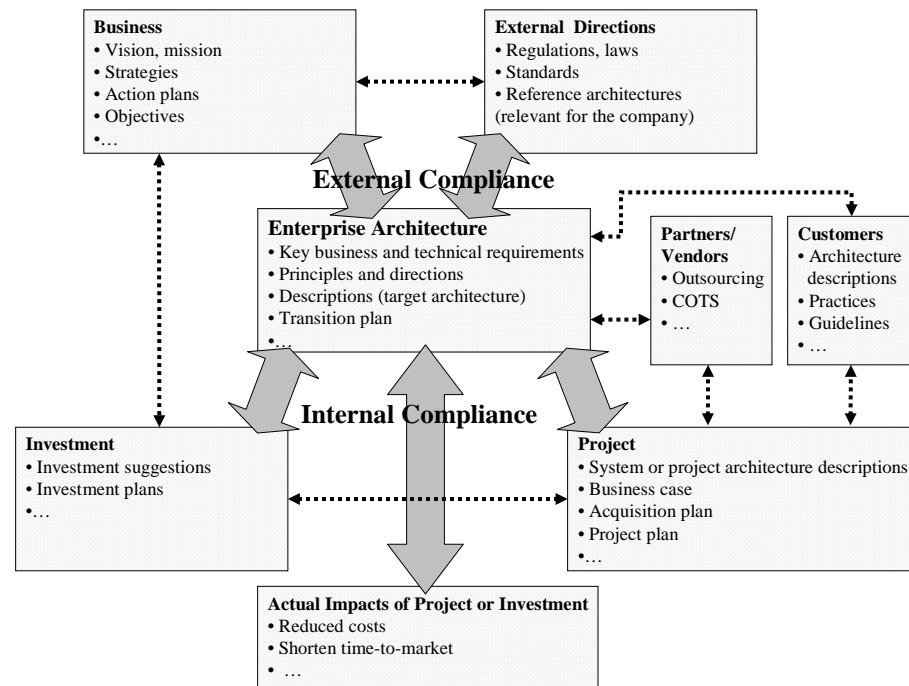 Business
• Vision, mission
• Strategies
• Action plans
• Objectives
•…
External Directions
• Regulations, laws
• Standards
• Reference architectures
(relevant for the company)
External Compliance
Enterprise Architecture
• Key business and technical requirements
• Principles and directions
• Descriptions (target architecture)
• Transition plan
•…
Partners/
Vendors
• Outsourcing
• COTS
• …
Customers
• Architecture
descriptions
• Practices
• Guidelines
• …
Internal Compliance
Investment
• Investment suggestions
• Investment plans
•…
Project
• System or project architecture descriptions
• Business case
• Acquisition plan
• Project plan
•…
Actual Impacts of Project or Investment
• Reduced costs
• Shorten time-to-market
• …